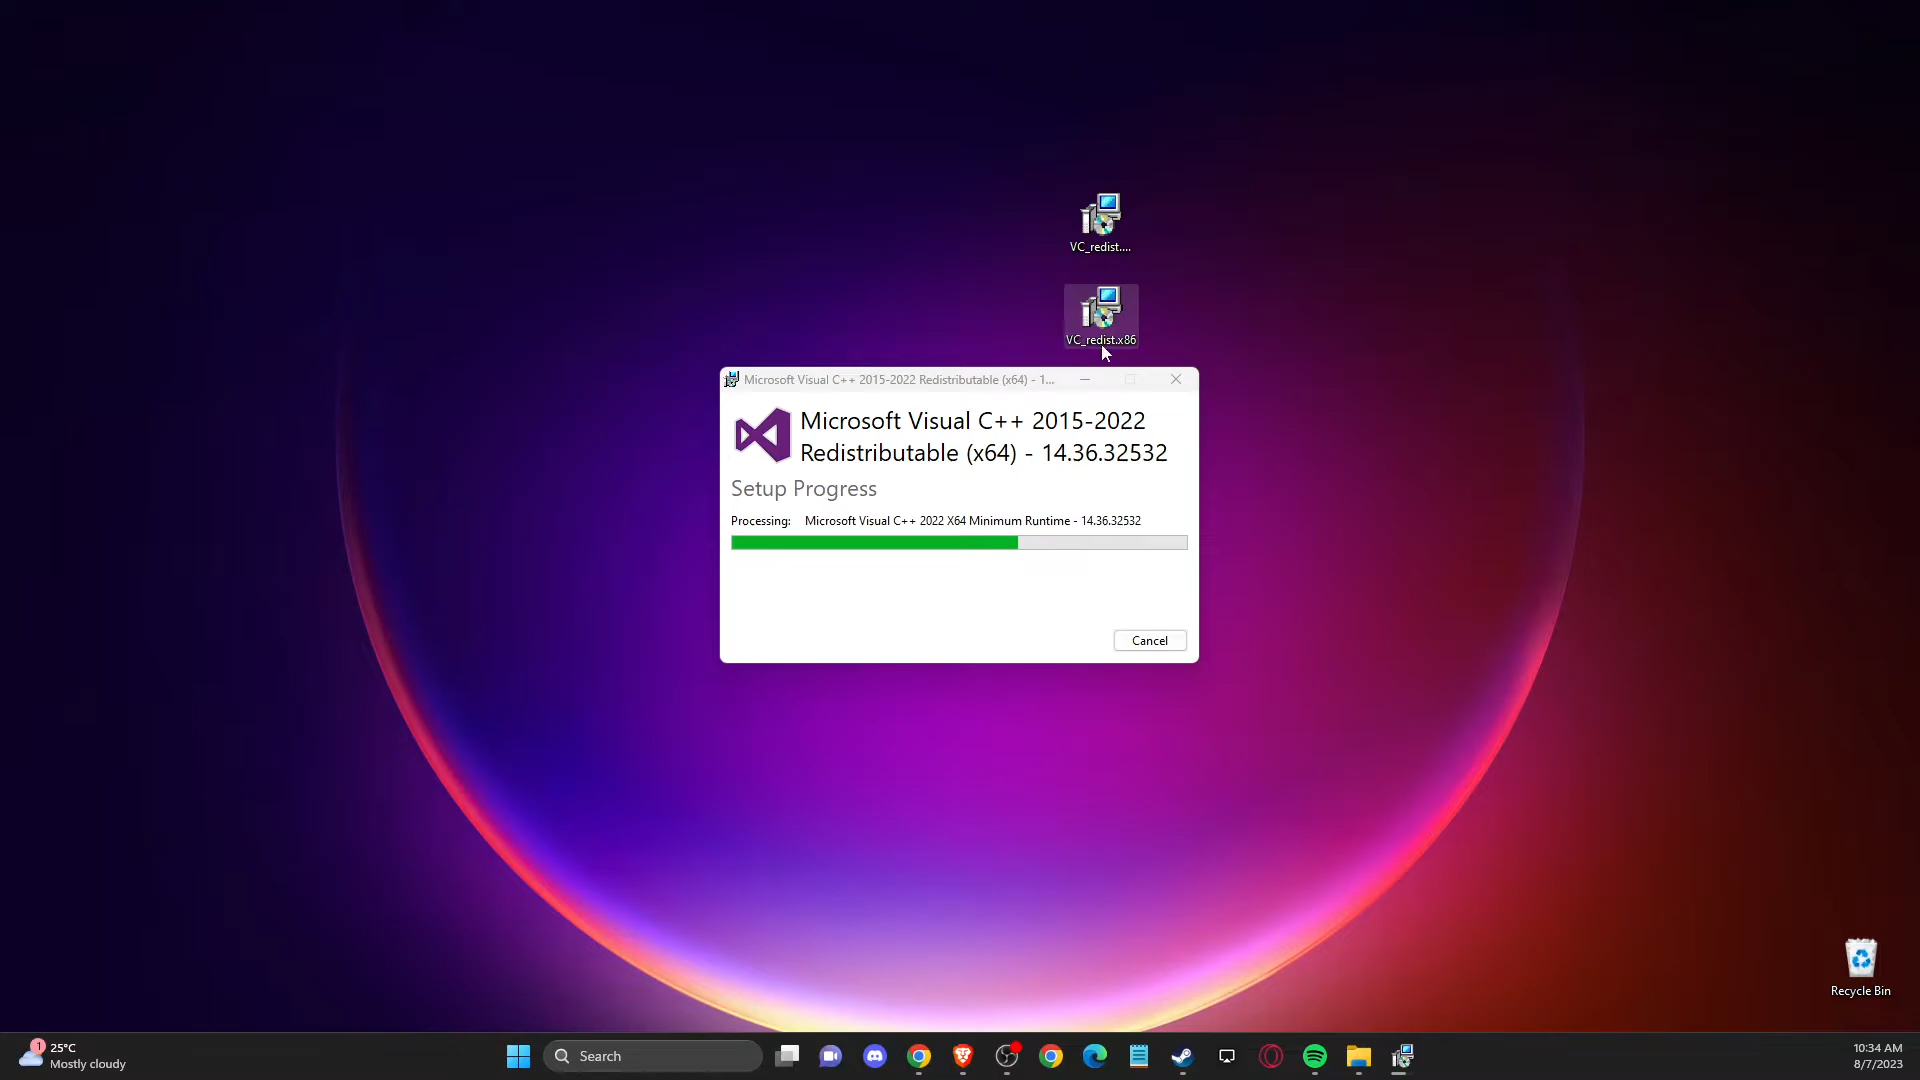 VC_redist....
VC_redist.x86
Microsoft Visual C++ 2015-2022 Redistributable (x64) - 1...
Microsoft Visual C++ 2015-2022
Redistributable (x64) - 14.36.32532
Setup Progress
Processing: Microsoft Visual C++ 2022 X64 Minimum Runtime - 14.36.32532
Cancel
Recycle Bin
1
25°C
Mostly cloudy
Search
10:34 AM
8/7/2023